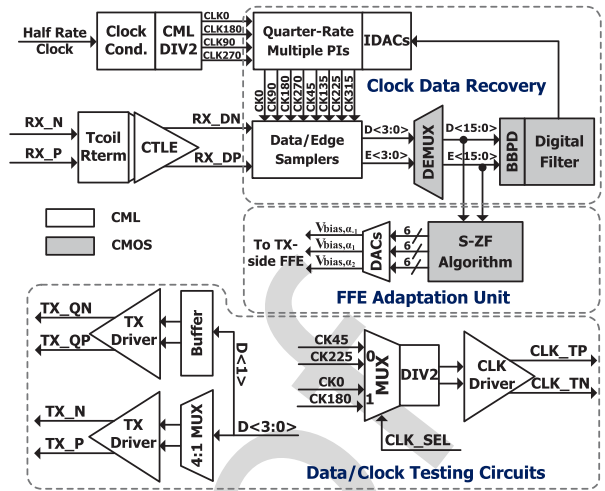 Half Rate
Clock
Clock
Cond.
CML
DIV2
CLK0
CLK180
CLK90
CLK270
Quarter-Rate
Multiple PIs
IDACs
Clock Data Recovery
CK0
CK90
CK180
CK270
CK45
CK135
CK225
CK315
RX_N
RX_P
Tcoil
Rterm
CTLE
RX_DN
RX_DP
Data/Edge
Samplers
D<3:0>
E<3:0>
DEMUX
D<15:0>
E<15:0>
BBPD
Digital
Filter
CML
CMOS
To TX-
side FFE
Vbias,α-1
Vbias,α1
Vbias,α2
DACs
6
6
6
S-ZF
Algorithm
FFE Adaptation Unit
TX_QN
TX_QP
TX
Driver
Buffer
D<1>
TX_N
TX_P
TX
Driver
4:1 MUX
D<3:0>
CK45
CK225
CK0
CK180
0
1
MUX
DIV2
CLK
Driver
CLK_TP
CLK_TN
CLK_SEL
Data/Clock Testing Circuits